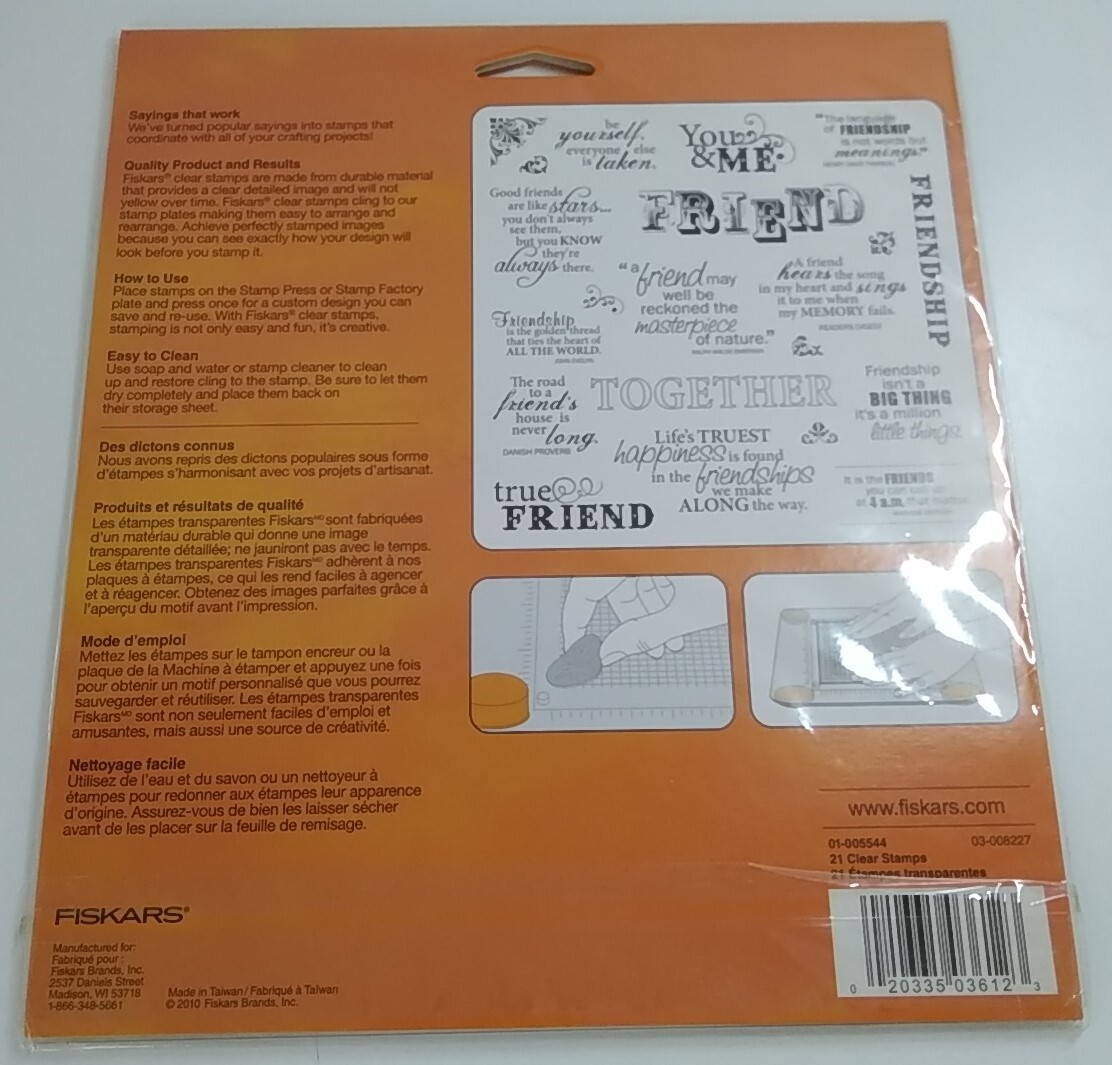 Sayings that work
We've turned popular sayings into stamps that
coordinate with all of your crafting projects!
Quality Product and Results
Fiskars® clear stamps are made from durable material
that provides a clear detailed image and will not
yellow over time. Fiskars® clear stamps cling to our
stamp plates making them easy to arrange and
rearrange. Achieve perfectly stamped images
because you can see exactly how your design will
look before you stamp it.
How to Use
Place stamps on the Stamp Press or Stamp Factory
plate and press once for a custom design you can
save and re-use. With Fiskars® clear stamps,
stamping is not only easy and fun, it's creative.
Easy to Clean
Use soap and water or stamp cleaner to clean
up and restore cling to the stamp. Be sure to let them
dry completely and place them back on
their storage sheet.
Des dictons connus
Nous avons repris des dictons populaires sous forme
d'étampes s'harmonisant avec vos projets d'artisanat.
Produits et résultats de qualité
Les étampes transparentes Fiskars MD sont fabriquées
d'un matériau durable qui donne une image
transparente détaillée; ne jauniront pas avec le temps.
Les étampes transparentes Fiskars MD adhèrent à nos
plaques à étampes, ce qui les rend faciles à agencer
et à réagencer. Obtenez des images parfaites grâce à
l'aperçu du motif avant l'impression.
Mode d'emploi
Mettez les étampes sur le tampon encreur ou la
plaque de la Machine à étamper et appuyez une fois
pour obtenir un motif personnalisé que vous pourrez
sauvegarder et réutiliser. Les étampes transparentes
Fiskars MD sont non seulement faciles d'emploi et
amusantes, mais aussi une source de créativité.
Nettoyage facile
Utilisez de l'eau et du savon ou un nettoyeur à
étampes pour redonner aux étampes leur apparence
d'origine. Assurez-vous de bien les laisser sécher
avant de les placer sur la feuille de remisage.
FISKARS®
Manufactured for:
Fabriqué pour :
Fiskars Brands, Inc.
2537 Daniels Street
Madison, WI 53718
1-866-348-5661
Made in Taiwan / Fabriqué à Taïwan
© 2010 Fiskars Brands, Inc.
be
yourself,
everyone else
is taken.
You
& ME
"The language
of FRIENDSHIP
is not words but
meanings."
Good friends
are like stars...
you don't always
see them,
but you KNOW
they're
always there.
FRIEND
FRIENDSHIP
"a
friend may
well be
reckoned the
masterpiece
of nature."
RALPH WALDO EMERSON
A friend
hears the song
in my heart and sings
it to me when
my MEMORY fails.
READER'S DIGEST
Friendship
is the golden thread
that ties the heart of
ALL THE WORLD.
JOHN EVELYN
The road
to a
friend's
house is
never long.
DANISH PROVERB
TOGETHER
Friendship
isn't a
BIG THING
it's a million
little things.
Life's TRUEST
happiness is found
in the friendships
we make
ALONG the way.
It is the FRIENDS
you can call up
at 4 a.m. that matter.
true
FRIEND
www.fiskars.com
01-005544 03-008227
21 Clear Stamps
21 Étampes transparentes
0 20335 03612 3